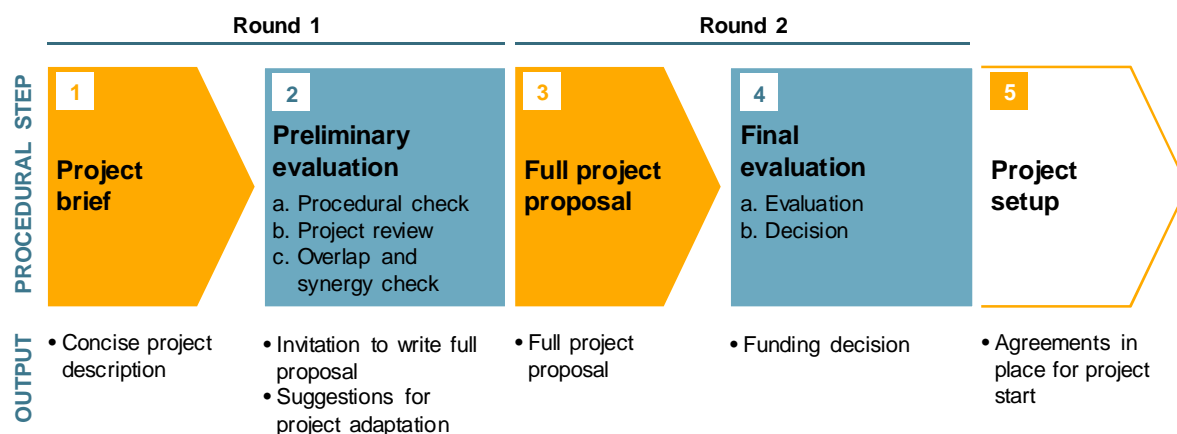 Round 1
Round 2
PROCEDURAL STEP
1
Project
brief
2
Preliminary
evaluation
a. Procedural check
b. Project review
c. Overlap and
synergy check
3
Full project
proposal
4
Final
evaluation
a. Evaluation
b. Decision
5
Project
setup
OUTPUT
• Concise project
description
• Invitation to write full
proposal
• Suggestions for
project adaptation
• Full project
proposal
• Funding decision
• Agreements in
place for project
start